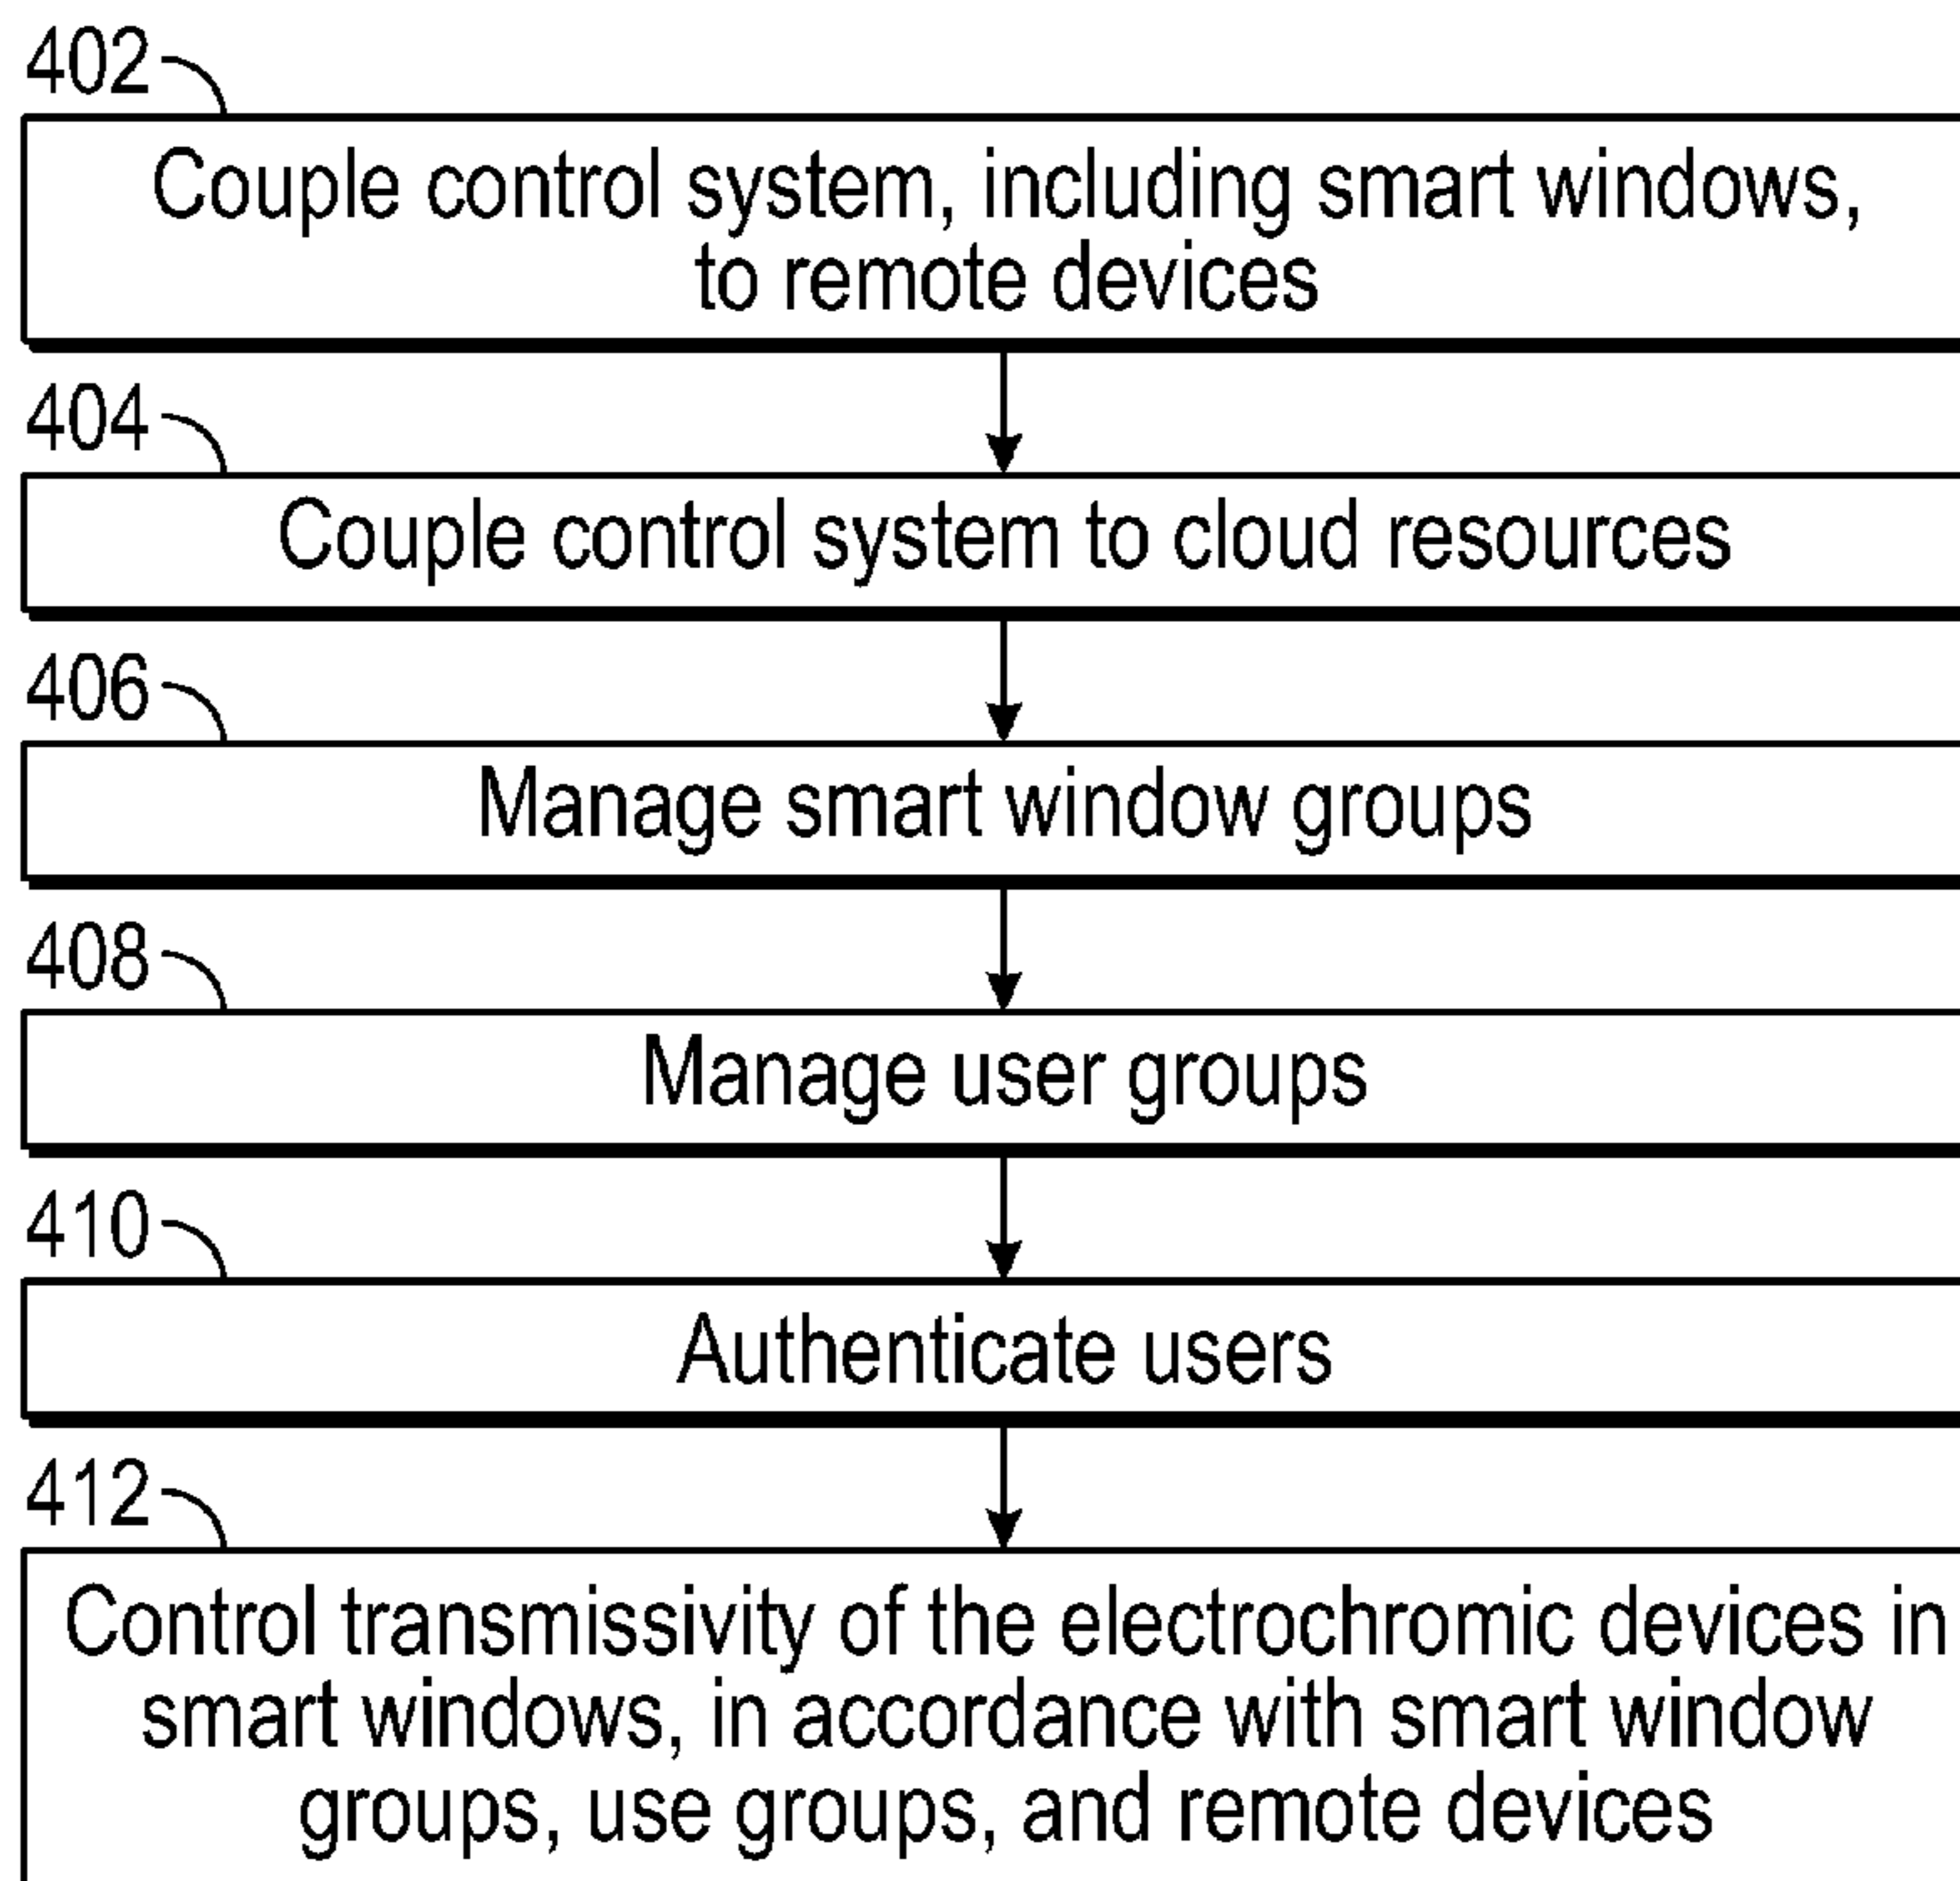 402
Couple control system, including smart windows,
to remote devices
404
Couple control system to cloud resources
406
Manage smart window groups
408
Manage user groups
410
Authenticate users
412
Control transmissivity of the electrochromic devices in
smart windows, in accordance with smart window
groups, use groups, and remote devices